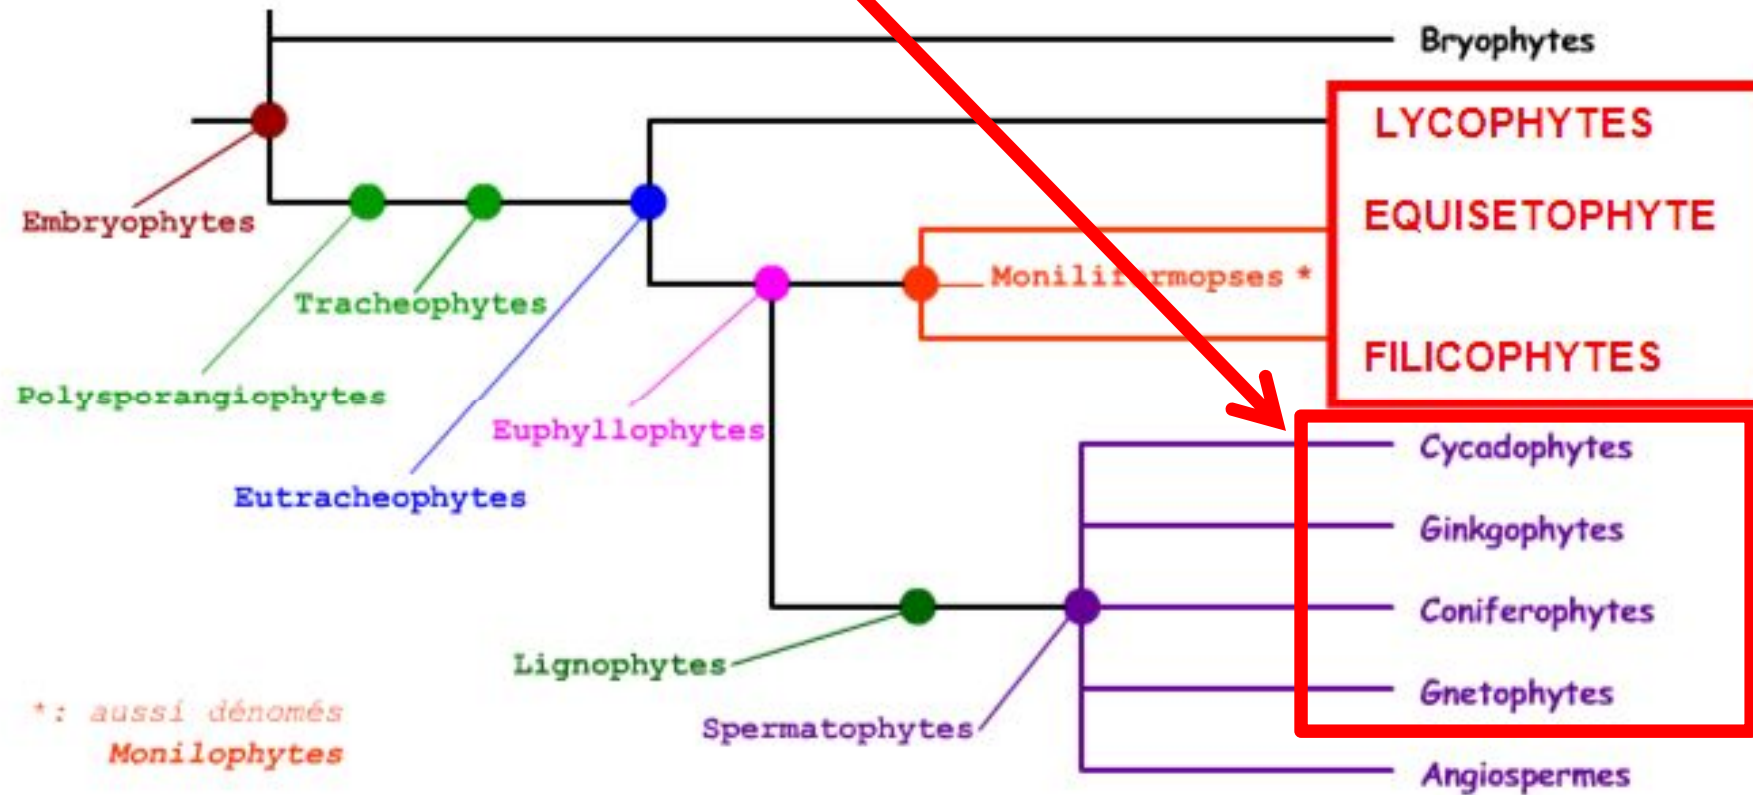 Bryophytes
LYCOPHYTES
EQUISETOPHYTE
Embryophytes
Moniliformopses *
Tracheophytes
FILICOPHYTES
Polysporangiophytes
Euphyllophytes
Cycadophytes
Eutracheophytes
Ginkgophytes
Coniferophytes
Lignophytes
Gnetophytes
*: aussi dénomés
Monilophytes
Spermatophytes
Angiospermes